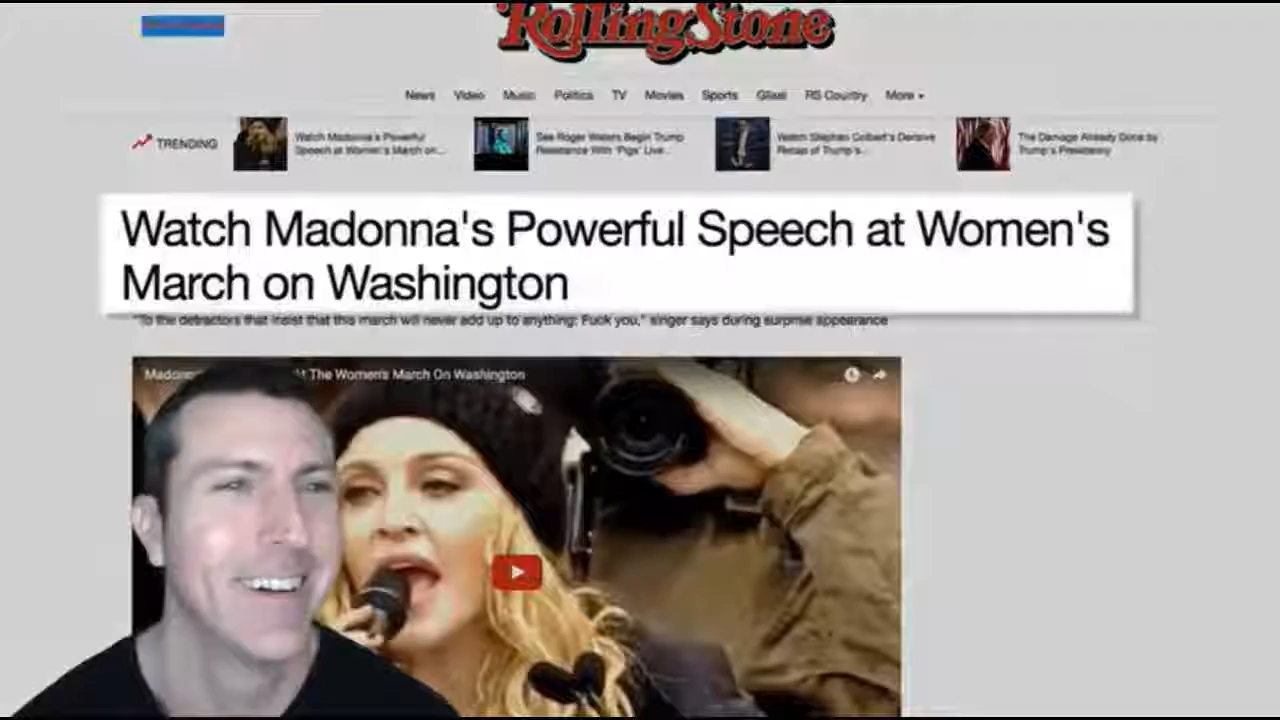 RollingStone
News Video Music Politics TV Movies Sports Glixel RS Country More
TRENDING
Watch Madonna's Powerful
Speech at Women's March on...
See Roger Waters Begin Trump
Resistance With 'Pigs' Live...
Watch Stephen Colbert's Derisive
Recap of Trump's...
The Damage Already Done by
Trump's Presidency
Watch Madonna's Powerful Speech at Women's
March on Washington
"To the detractors that insist that this march will never add up to anything: Fuck you," singer says during surprise appearance
At The Women's March On Washington